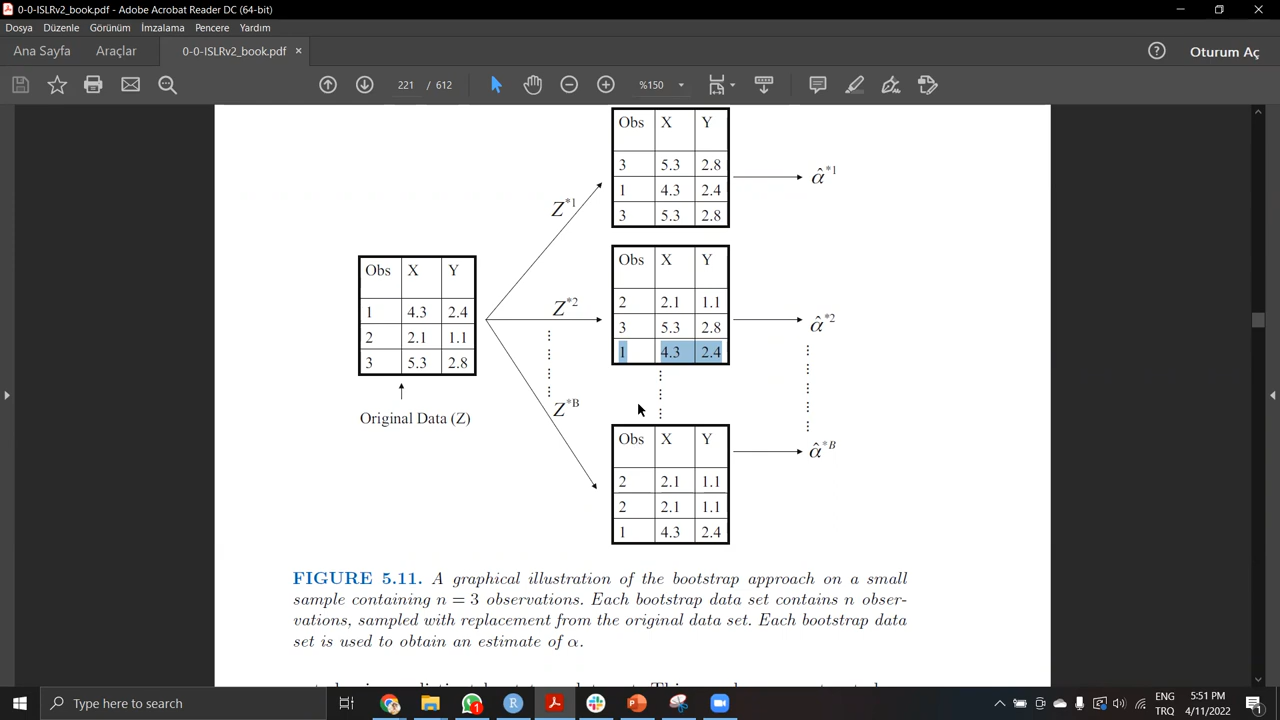 0-0-ISLRv2_book.pdf - Adobe Acrobat Reader DC (64-bit)
Dosya Düzenle Görünüm İmzalama Pencere Yardım
Ana Sayfa Araçlar 0-0-ISLRv2_book.pdf × Oturum Aç
221 / 612 %150
Obs X Y
3 5.3 2.8
1 4.3 2.4
3 5.3 2.8
α̂*1
Z*1
Obs X Y
1 4.3 2.4
2 2.1 1.1
3 5.3 2.8
Original Data (Z)
Z*2
Obs X Y
2 2.1 1.1
3 5.3 2.8
1 4.3 2.4
α̂*2
Z*B
Obs X Y
2 2.1 1.1
2 2.1 1.1
1 4.3 2.4
α̂*B
FIGURE 5.11. A graphical illustration of the bootstrap approach on a small
sample containing n = 3 observations. Each bootstrap data set contains n obser-
vations, sampled with replacement from the original data set. Each bootstrap data
set is used to obtain an estimate of α.
Type here to search
ENG
TRQ
5:51 PM
4/11/2022